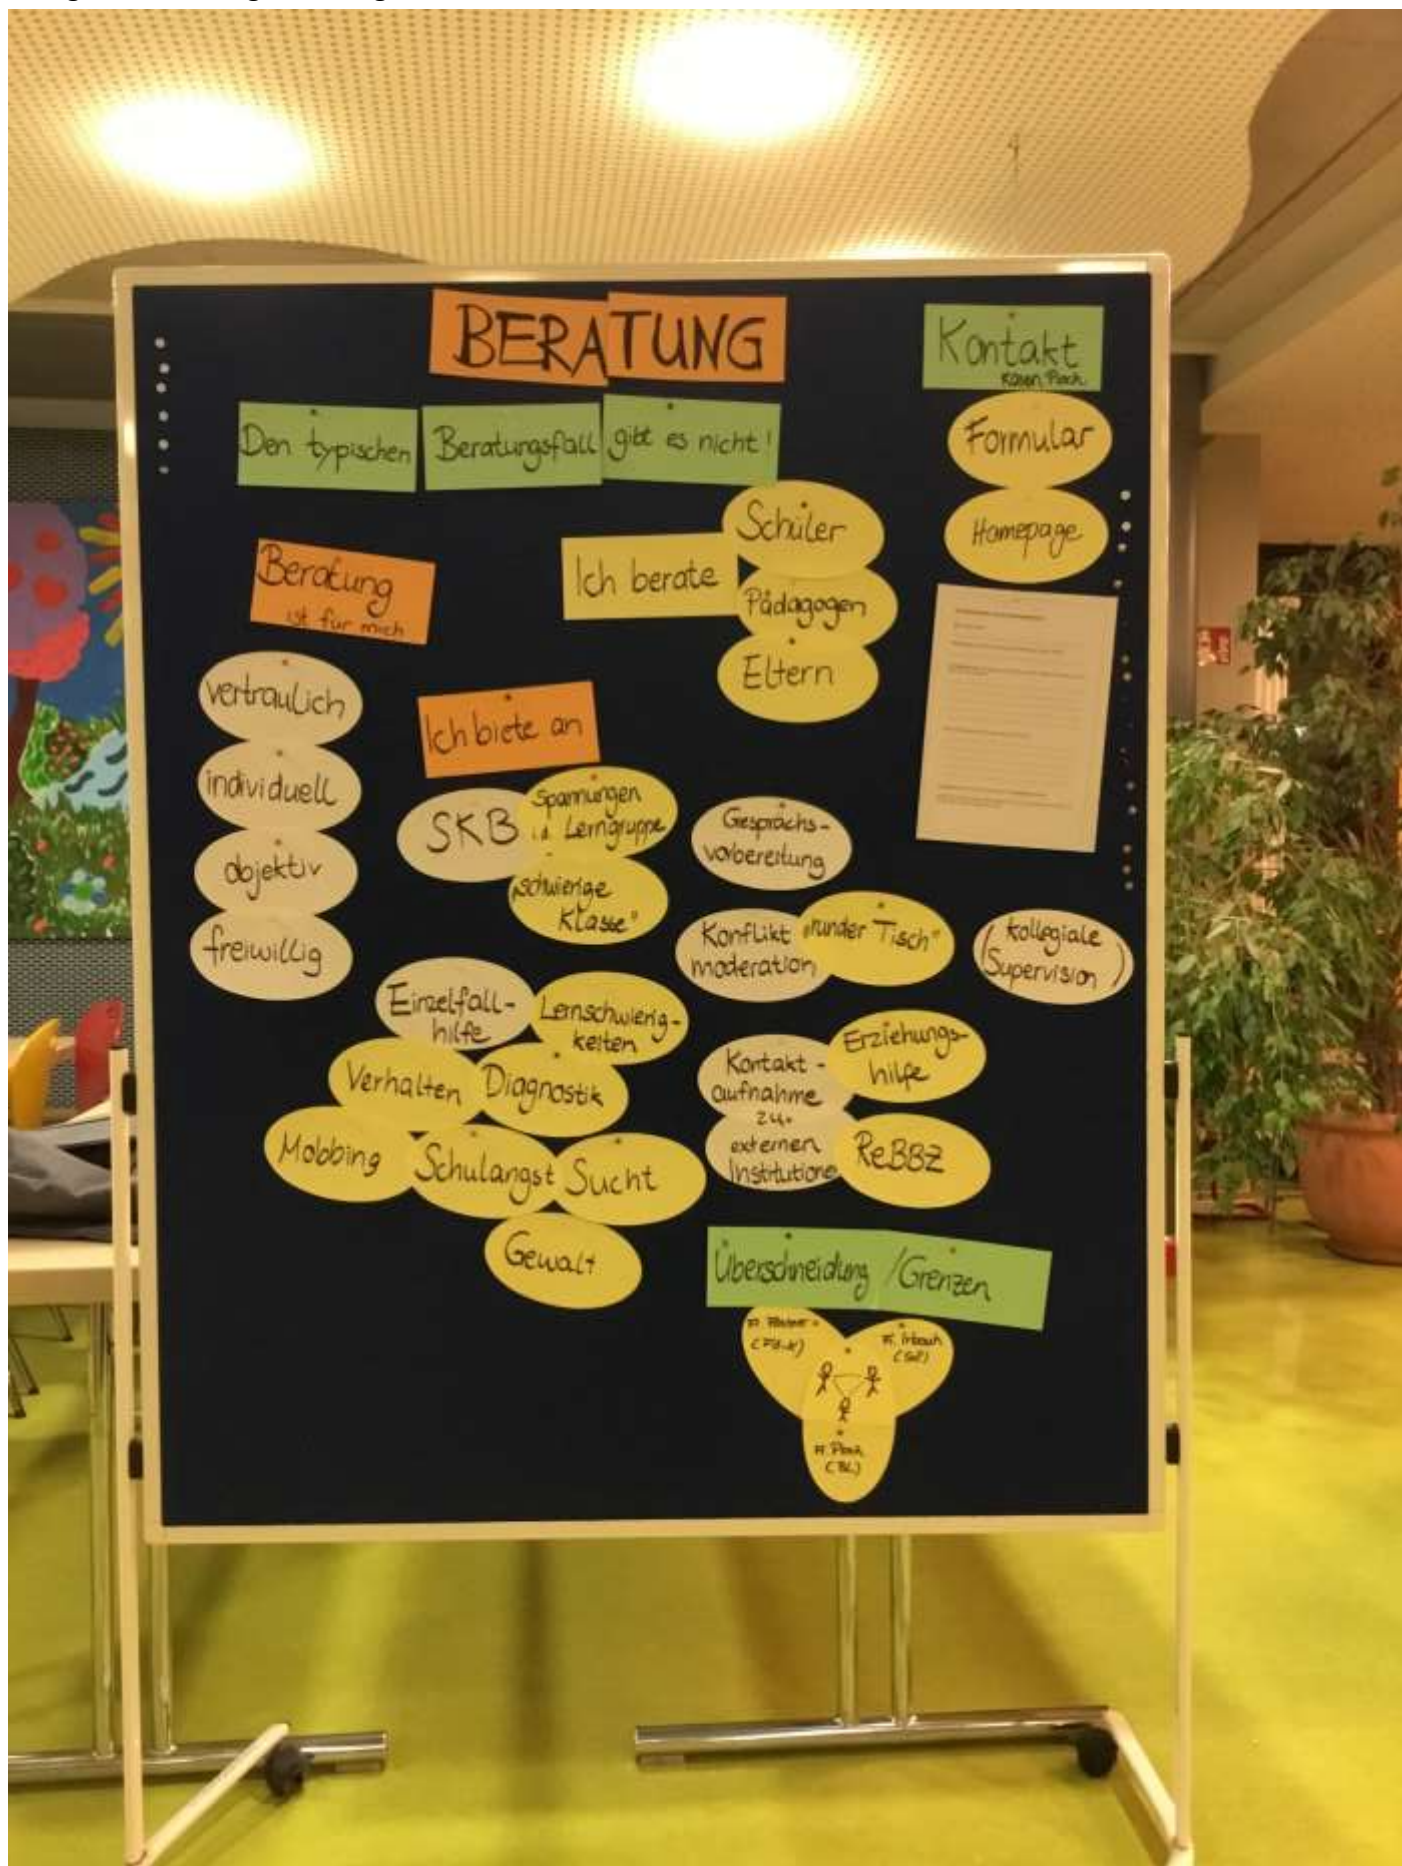 BERATUNG
Den typischen Beratungsfall gibt es nicht!
Kontakt
Formular
Homepage
Ich berate
Schüler
Pädagogen
Eltern
Beratung
ist für mich
vertraulich
individuell
objektiv
freiwillig
Ich biete an
SKB
Spannungen
i.d. Lerngruppe
"schwierige
Klasse"
Einzelfall-
hilfe
Lernschwierig-
keiten
Verhalten
Diagnostik
Mobbing
Schulangst
Sucht
Gewalt
Gesprächs-
vorbereitung
Konflikt
moderation
"runder Tisch"
(kollegiale
Supervision)
Kontakt-
aufnahme
zu
externen
Institutione
Erziehungs-
hilfe
ReBBZ
Überschneidung / Grenzen
(BL)